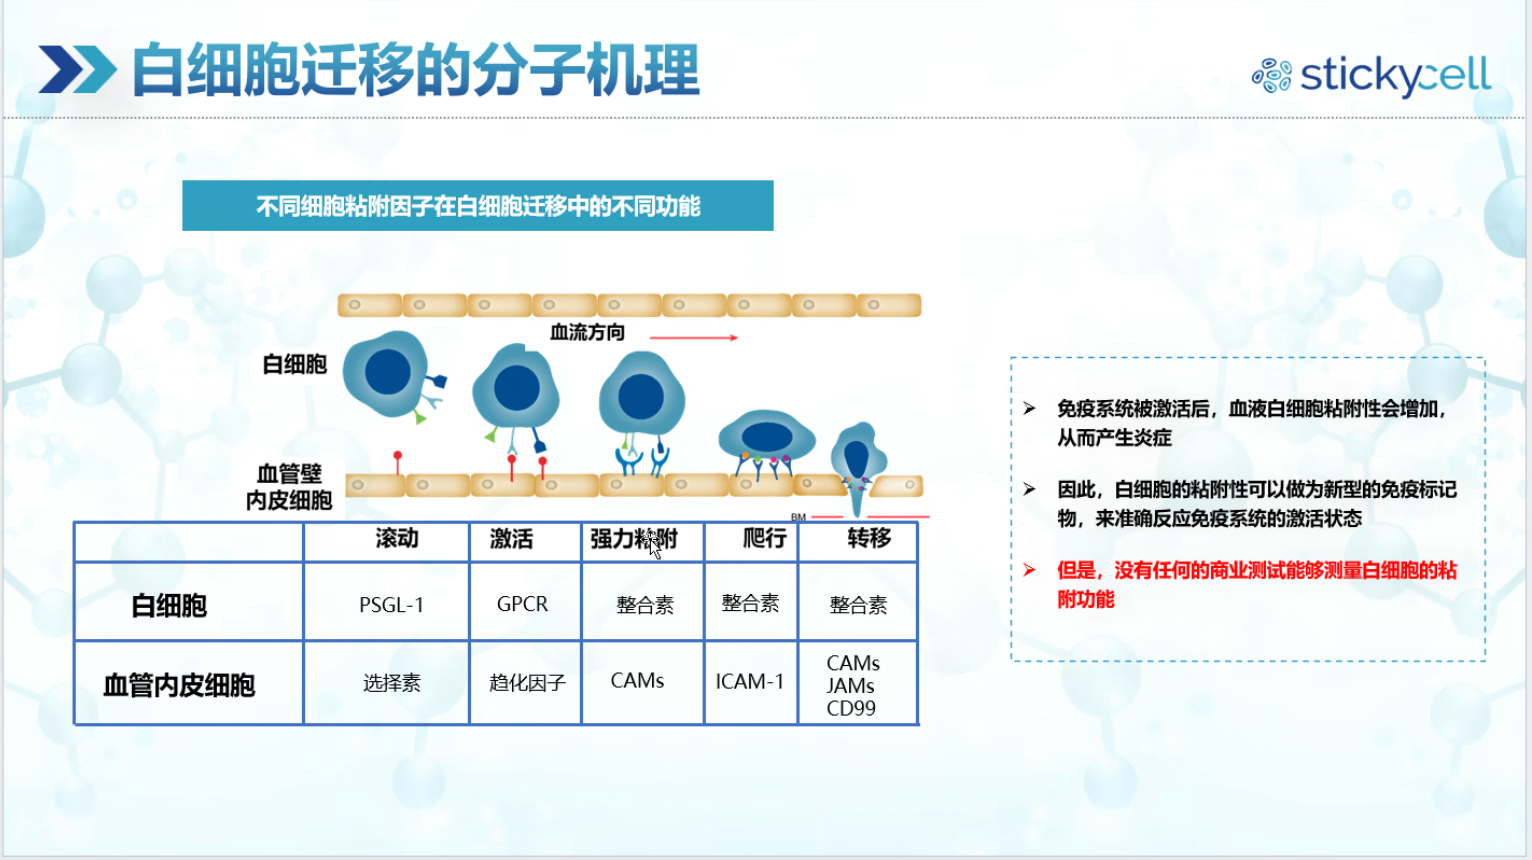 白细胞迁移的分子机理
stickycell
不同细胞粘附因子在白细胞迁移中的不同功能
血流方向
白细胞
血管壁
内皮细胞
BM
滚动 激活 强力粘附 爬行 转移
白细胞 PSGL-1 GPCR 整合素 整合素 整合素
血管内皮细胞 选择素 趋化因子 CAMs ICAM-1 CAMs
JAMs
CD99
免疫系统被激活后，血液白细胞粘附性会增加，
从而产生炎症
因此，白细胞的粘附性可以做为新型的免疫标记
物，来准确反应免疫系统的激活状态
但是，没有任何的商业测试能够测量白细胞的粘
附功能